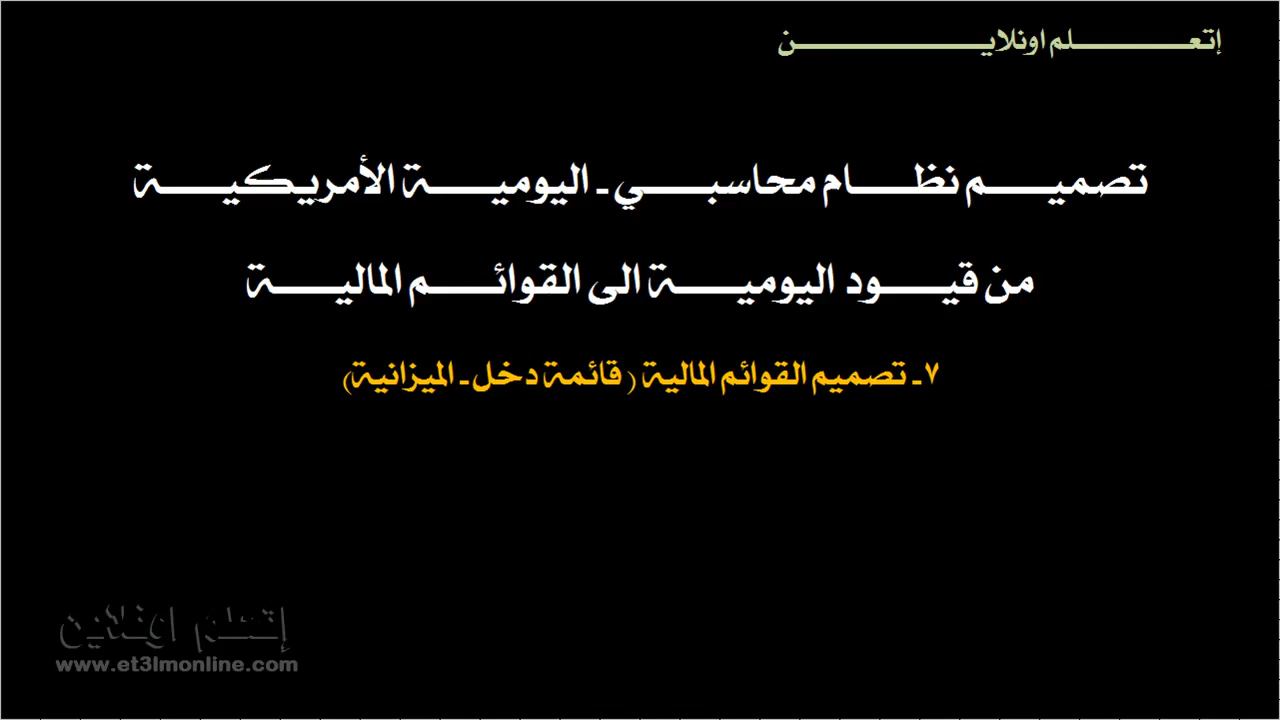 إتعلم اونلاين
تصميم نظام محاسبي - اليومية الأمريكية
من قيود اليومية الى القوائم المالية
٧- تصميم القوائم المالية ( قائمة دخل - الميزانية)
إتعلم اونلاين
www.et3lmonline.com